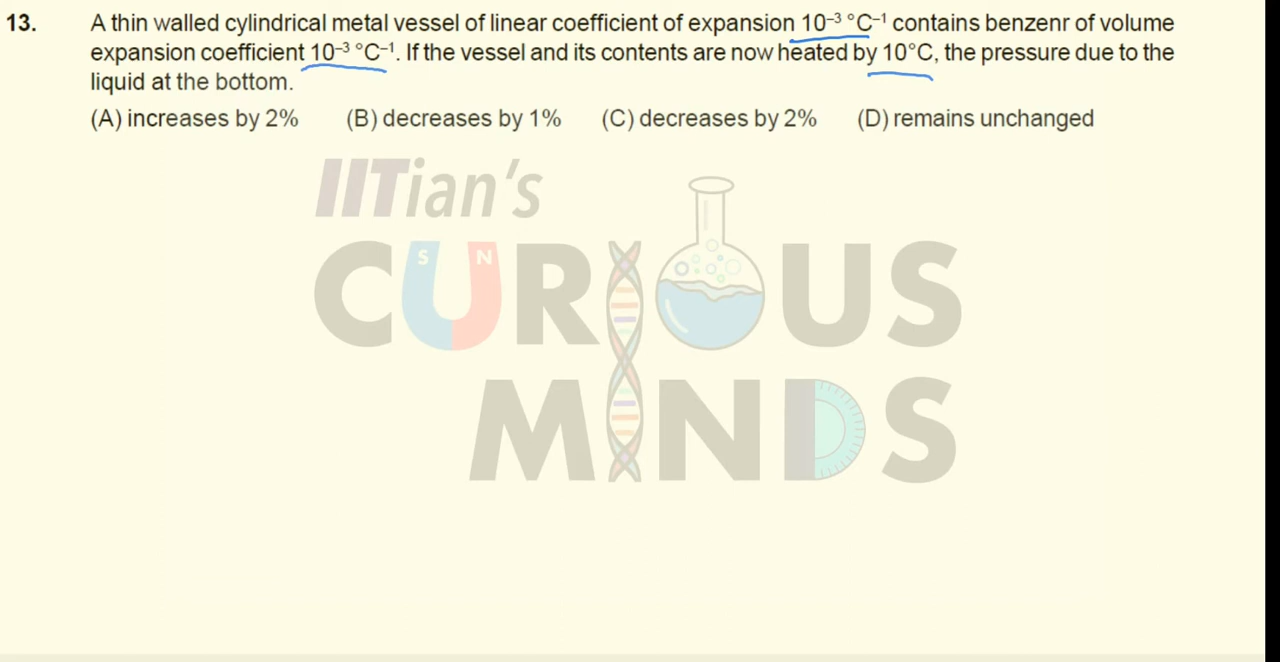 13. A thin walled cylindrical metal vessel of linear coefficient of expansion 10⁻³ °C⁻¹ contains benzenr of volume
expansion coefficient 10⁻³ °C⁻¹. If the vessel and its contents are now heated by 10°C, the pressure due to the
liquid at the bottom.
(A) increases by 2% (B) decreases by 1% (C) decreases by 2% (D) remains unchanged
IITian's
CURIOUS
S N
MINDS